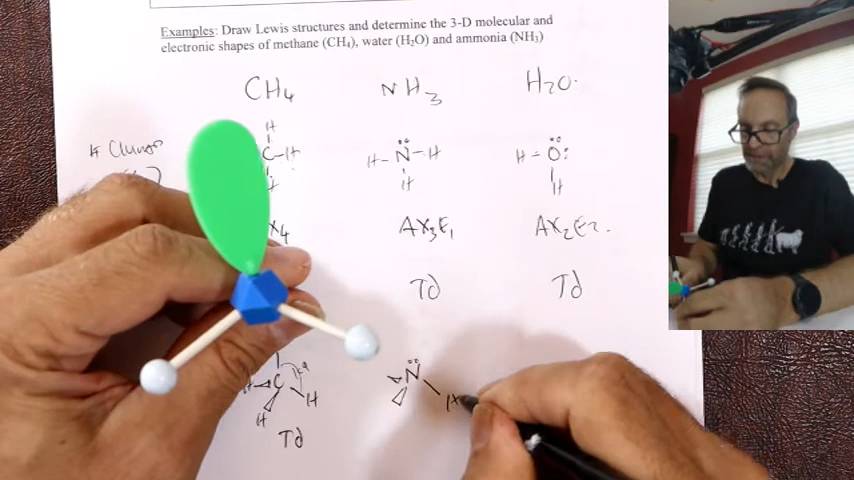 Examples: Draw Lewis structures and determine the 3-D molecular and
electronic shapes of methane (CH₄), water (H₂O) and ammonia (NH₃)
CH₄ NH₃ H₂O
H
C-H H-N-H H-O:
H H
AX₃E₁ AX₂E₂
Td Td
C H N H
H
Td